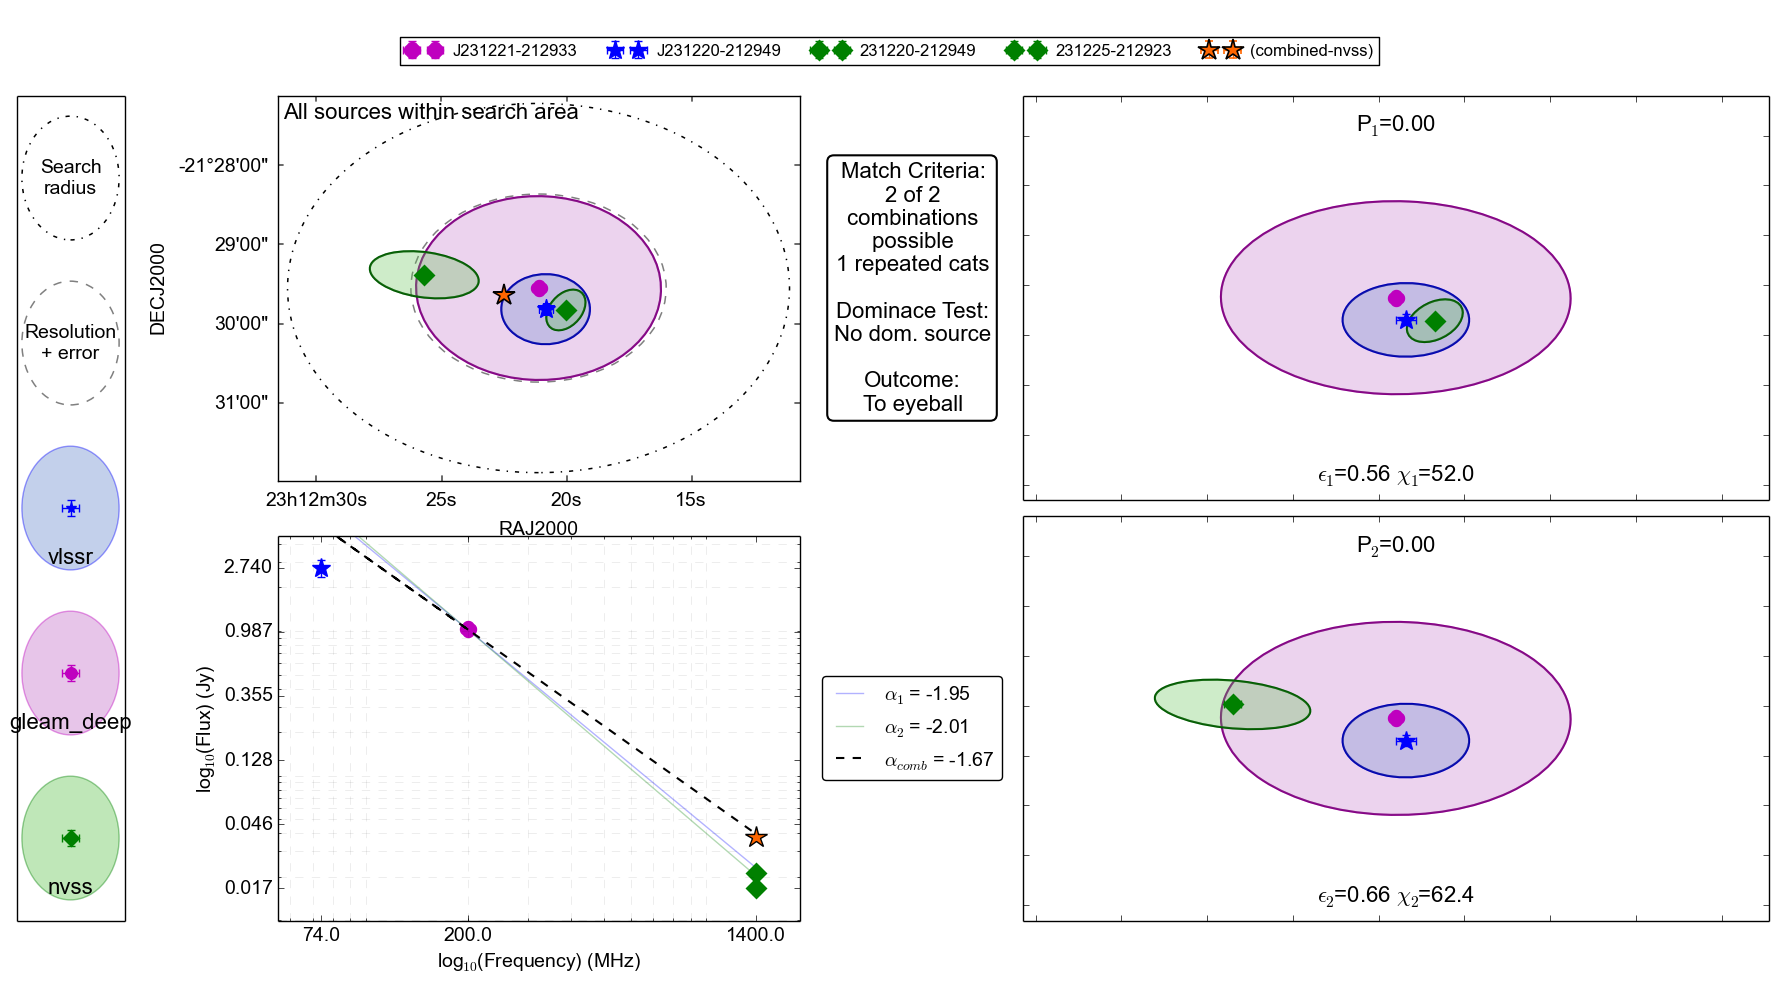 J231221-212933 J231220-212949 231220-212949 231225-212923 (combined-nvss)
Search
radius
Resolution
+ error
vlssr
gleam_deep
nvss
All sources within search area
DECJ2000
-21°28'00"
29'00"
30'00"
31'00"
23h12m30s 25s 20s 15s
RAJ2000
Match Criteria:
2 of 2
combinations
possible
1 repeated cats
Dominace Test:
No dom. source
Outcome:
To eyeball
P1=0.00
ϵ1=0.56 χ1=52.0
log10(Flux) (Jy)
2.740
0.987
0.355
0.128
0.046
0.017
74.0 200.0 1400.0
log10(Frequency) (MHz)
α1 = -1.95
α2 = -2.01
αcomb = -1.67
P2=0.00
ϵ2=0.66 χ2=62.4